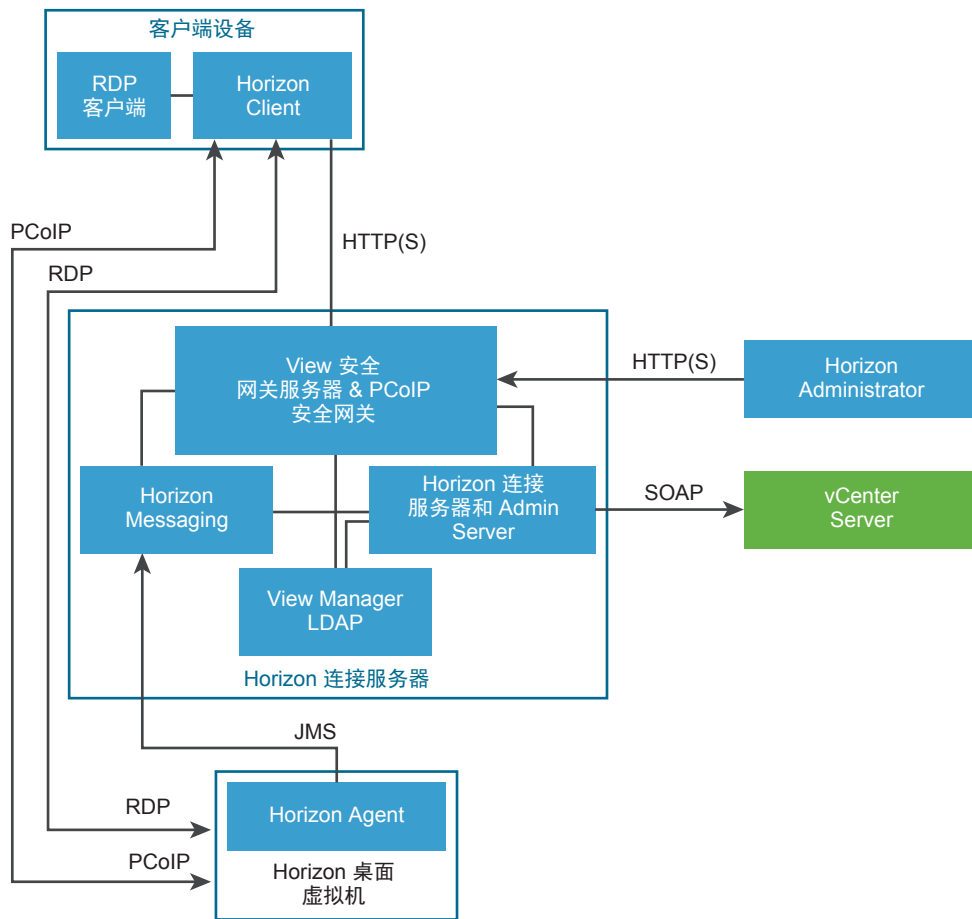 客户端设备
RDP
客户端
Horizon
Client
PCoIP
RDP
HTTP(S)
View 安全
网关服务器 & PCoIP
安全网关
HTTP(S)
Horizon
Administrator
Horizon
Messaging
Horizon 连接
服务器和 Admin
Server
SOAP
vCenter
Server
View Manager
LDAP
Horizon 连接服务器
JMS
RDP
Horizon Agent
PCoIP
Horizon 桌面
虚拟机